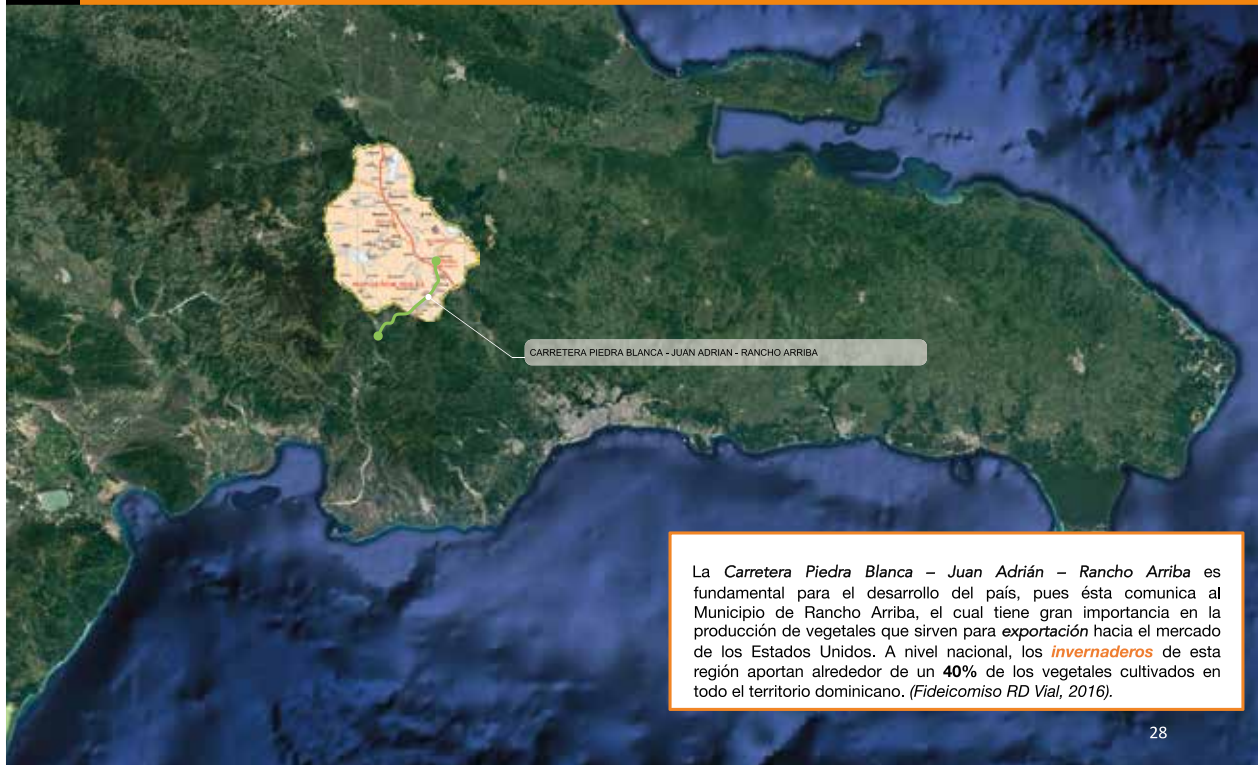 CARRETERA PIEDRA BLANCA - JUAN ADRIAN - RANCHO ARRIBA
La Carretera Piedra Blanca – Juan Adrián – Rancho Arriba es
fundamental para el desarrollo del país, pues ésta comunica al
Municipio de Rancho Arriba, el cual tiene gran importancia en la
producción de vegetales que sirven para exportación hacia el mercado
de los Estados Unidos. A nivel nacional, los invernaderos de esta
región aportan alrededor de un 40% de los vegetales cultivados en
todo el territorio dominicano. (Fideicomiso RD Vial, 2016).
28